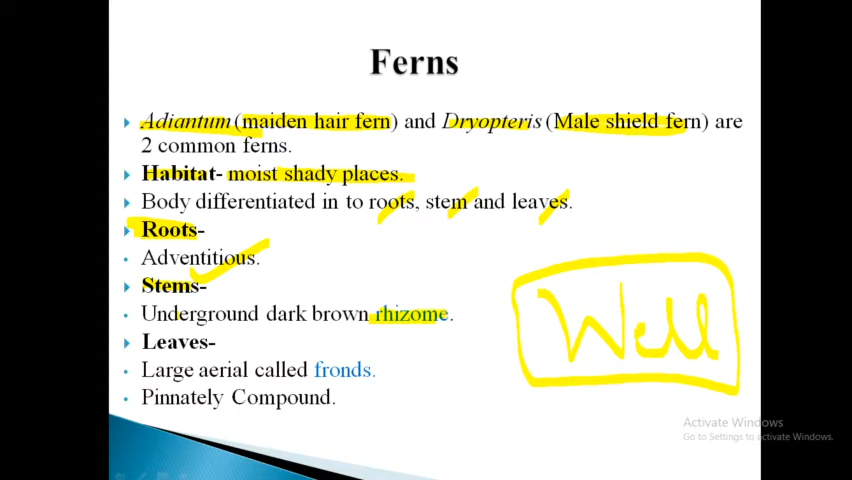 Ferns
Adiantum (maiden hair fern) and Dryopteris (Male shield fern) are
2 common ferns.
Habitat- moist shady places.
Body differentiated in to roots, stem and leaves.
Roots-
Adventitious.
Stems-
Underground dark brown rhizome.
Leaves-
Large aerial called fronds.
Pinnately Compound.
Well
Activate Windows
Go to Settings to activate Windows.